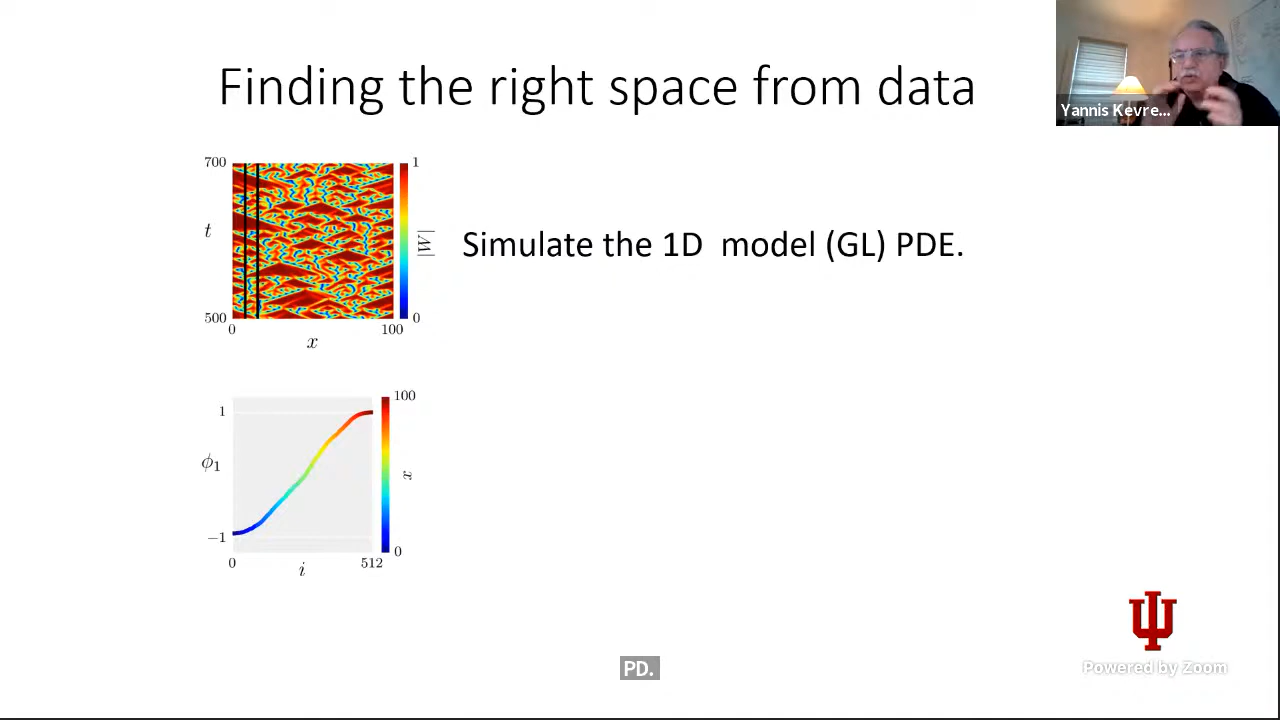 Finding the right space from data
Yannis Kevre...
700
1
t
|W|
Simulate the 1D model (GL) PDE.
500
0
0
100
x
100
1
ϕ1
x
−1
0
0
512
i
PD.
Powered by Zoom